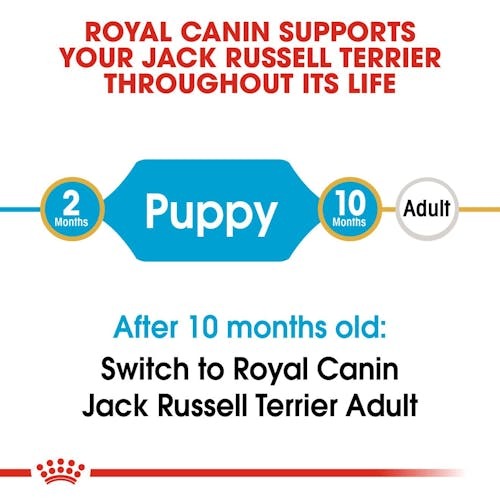 ROYAL CANIN SUPPORTS
YOUR JACK RUSSELL TERRIER
THROUGHOUT ITS LIFE
2
Months
Puppy
10
Months
Adult
After 10 months old:
Switch to Royal Canin
Jack Russell Terrier Adult